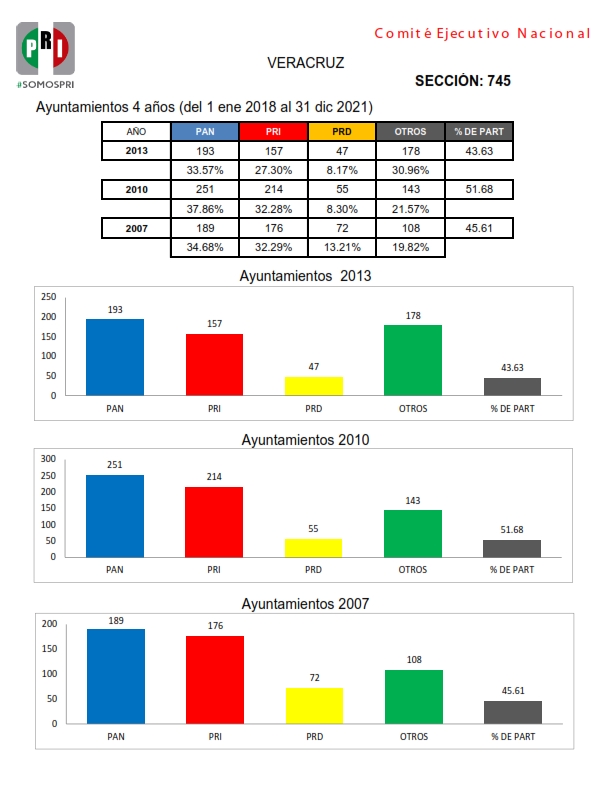 Comité Ejecutivo Nacional
PRI
#SOMOSPRI
VERACRUZ
SECCIÓN: 745
Ayuntamientos 4 años (del 1 ene 2018 al 31 dic 2021)
AÑO PAN PRI PRD OTROS % DE PART
2013 193 157 47 178 43.63
33.57% 27.30% 8.17% 30.96%
2010 251 214 55 143 51.68
37.86% 32.28% 8.30% 21.57%
2007 189 176 72 108 45.61
34.68% 32.29% 13.21% 19.82%
Ayuntamientos 2013
250
200
150
100
50
0
193 157 47 178 43.63
PAN PRI PRD OTROS % DE PART
Ayuntamientos 2010
300
250
200
150
100
50
0
251 214 55 143 51.68
PAN PRI PRD OTROS % DE PART
Ayuntamientos 2007
200
150
100
50
0
189 176 72 108 45.61
PAN PRI PRD OTROS % DE PART